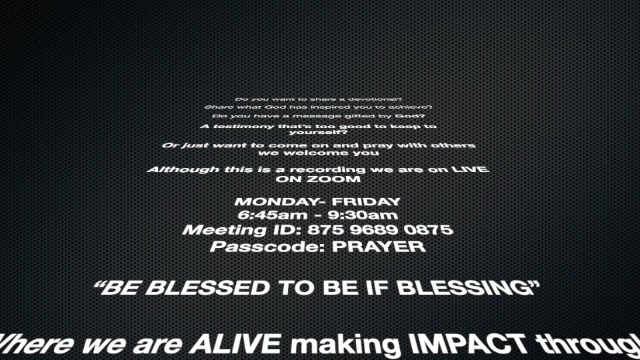 Do you want to share a devotional?
Share what God has inspired you to achieve?
Do you have a message gifted by God?
A testimony that's too good to keep to
yourself?
Or just want to come on and pray with others
we welcome you
Although this is a recording we are on LIVE
ON ZOOM
MONDAY- FRIDAY
6:45am - 9:30am
Meeting ID: 875 9689 0875
Passcode: PRAYER
“BE BLESSED TO BE IF BLESSING”
Where we are ALIVE making IMPACT through